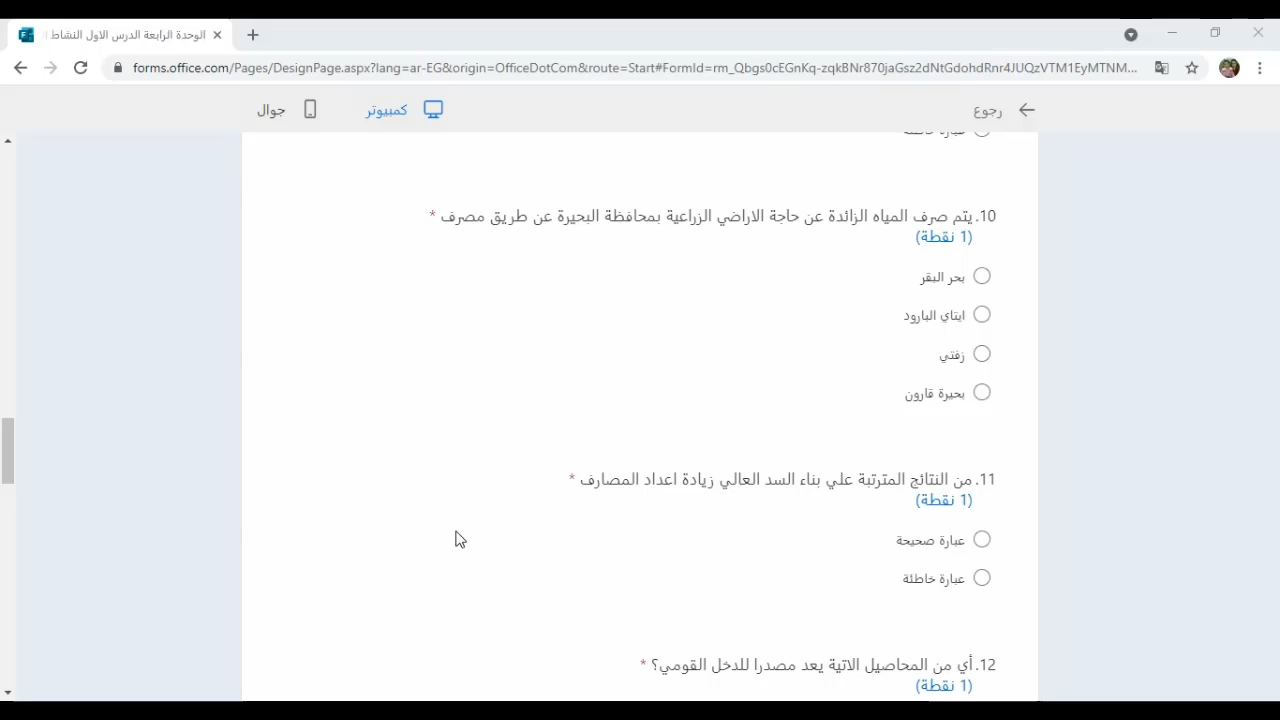 الوحدة الرابعة الدرس الاول النشاط
forms.office.com/Pages/DesignPage.aspx?lang=ar-EG&origin=OfficeDotCom&route=Start#FormId=rm_Qbgs0cEGnKq-zqkBNr870jaGsz2dNtGdohdRnr4JUQzVTM1EyMTNM...
رجوع
كمبيوتر
جوال
10. يتم صرف المياه الزائدة عن حاجة الاراضي الزراعية بمحافظة البحيرة عن طريق مصرف *
(1 نقطة)
بحر البقر
ايتاي البارود
زفتي
بحيرة قارون
11. من النتائج المترتبة علي بناء السد العالي زيادة اعداد المصارف *
(1 نقطة)
عبارة صحيحة
عبارة خاطئة
12. أي من المحاصيل الاتية يعد مصدرا للدخل القومي؟ *
(1 نقطة)